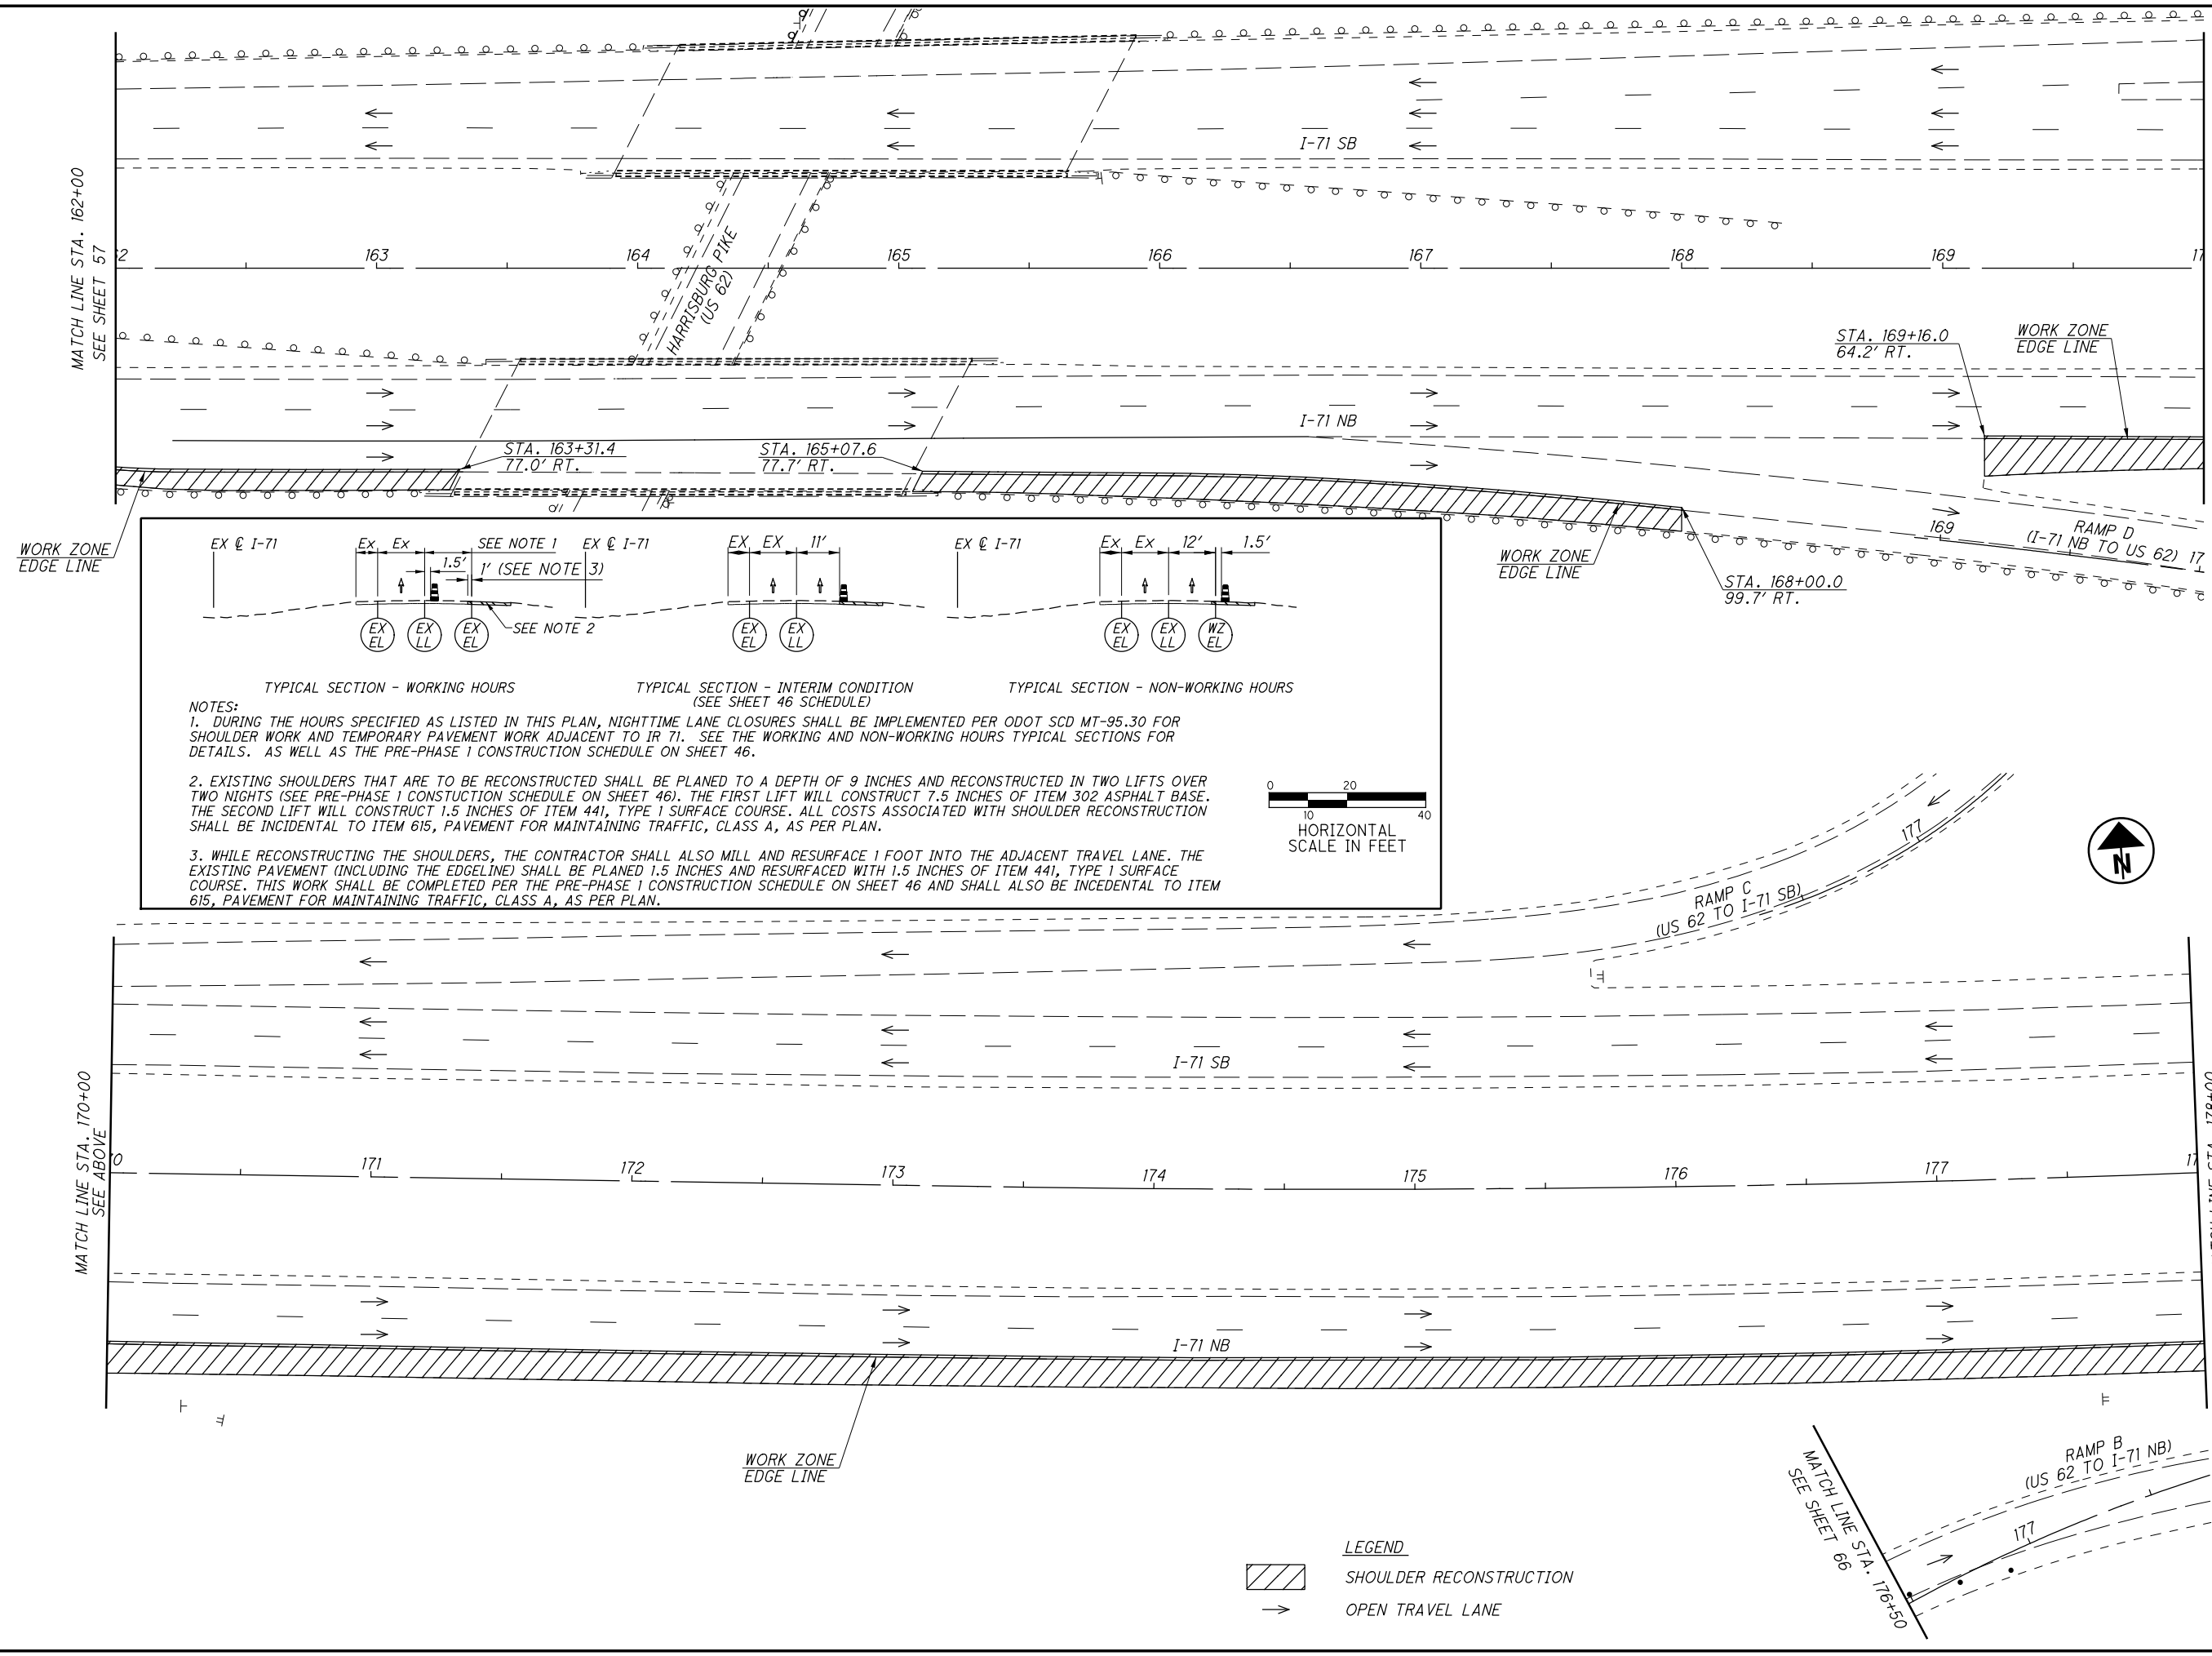 I-71 SB
MATCH LINE STA. 162+00
SEE SHEET 57
163
164
165
166
167
168
169
HARRISBURG PIKE
(US 62)
STA. 169+16.0
64.2' RT.
WORK ZONE
EDGE LINE
I-71 NB
STA. 163+31.4
77.0' RT.
STA. 165+07.6
77.7' RT.
WORK ZONE
EDGE LINE
WORK ZONE
EDGE LINE
STA. 168+00.0
99.7' RT.
169
RAMP D
(I-71 NB TO US 62)
EX ℄ I-71
Ex
Ex
SEE NOTE 1
1.5'
1' (SEE NOTE 3)
SEE NOTE 2
EX
EL
EX
LL
EX
EL
TYPICAL SECTION - WORKING HOURS
EX ℄ I-71
EX
EX
11'
EX
EL
EX
LL
TYPICAL SECTION - INTERIM CONDITION
(SEE SHEET 46 SCHEDULE)
EX ℄ I-71
Ex
Ex
12'
1.5'
EX
EL
EX
LL
WZ
EL
TYPICAL SECTION - NON-WORKING HOURS
NOTES:
1. DURING THE HOURS SPECIFIED AS LISTED IN THIS PLAN, NIGHTTIME LANE CLOSURES SHALL BE IMPLEMENTED PER ODOT SCD MT-95.30 FOR
SHOULDER WORK AND TEMPORARY PAVEMENT WORK ADJACENT TO IR 71. SEE THE WORKING AND NON-WORKING HOURS TYPICAL SECTIONS FOR
DETAILS. AS WELL AS THE PRE-PHASE 1 CONSTRUCTION SCHEDULE ON SHEET 46.
2. EXISTING SHOULDERS THAT ARE TO BE RECONSTRUCTED SHALL BE PLANED TO A DEPTH OF 9 INCHES AND RECONSTRUCTED IN TWO LIFTS OVER
TWO NIGHTS (SEE PRE-PHASE 1 CONSTUCTION SCHEDULE ON SHEET 46). THE FIRST LIFT WILL CONSTRUCT 7.5 INCHES OF ITEM 302 ASPHALT BASE.
THE SECOND LIFT WILL CONSTRUCT 1.5 INCHES OF ITEM 441, TYPE 1 SURFACE COURSE. ALL COSTS ASSOCIATED WITH SHOULDER RECONSTRUCTION
SHALL BE INCIDENTAL TO ITEM 615, PAVEMENT FOR MAINTAINING TRAFFIC, CLASS A, AS PER PLAN.
3. WHILE RECONSTRUCTING THE SHOULDERS, THE CONTRACTOR SHALL ALSO MILL AND RESURFACE 1 FOOT INTO THE ADJACENT TRAVEL LANE. THE
EXISTING PAVEMENT (INCLUDING THE EDGELINE) SHALL BE PLANED 1.5 INCHES AND RESURFACED WITH 1.5 INCHES OF ITEM 441, TYPE 1 SURFACE
COURSE. THIS WORK SHALL BE COMPLETED PER THE PRE-PHASE 1 CONSTRUCTION SCHEDULE ON SHEET 46 AND SHALL ALSO BE INCEDENTAL TO ITEM
615, PAVEMENT FOR MAINTAINING TRAFFIC, CLASS A, AS PER PLAN.
0
20
10
40
HORIZONTAL
SCALE IN FEET
N
177
RAMP C
(US 62 TO I-71 SB)
I-71 SB
MATCH LINE STA. 170+00
SEE ABOVE
171
172
173
174
175
176
177
I-71 NB
WORK ZONE
EDGE LINE
MATCH LINE STA. 176+50
SEE SHEET 66
177
RAMP B
(US 62 TO I-71 NB)
LEGEND
SHOULDER RECONSTRUCTION
OPEN TRAVEL LANE